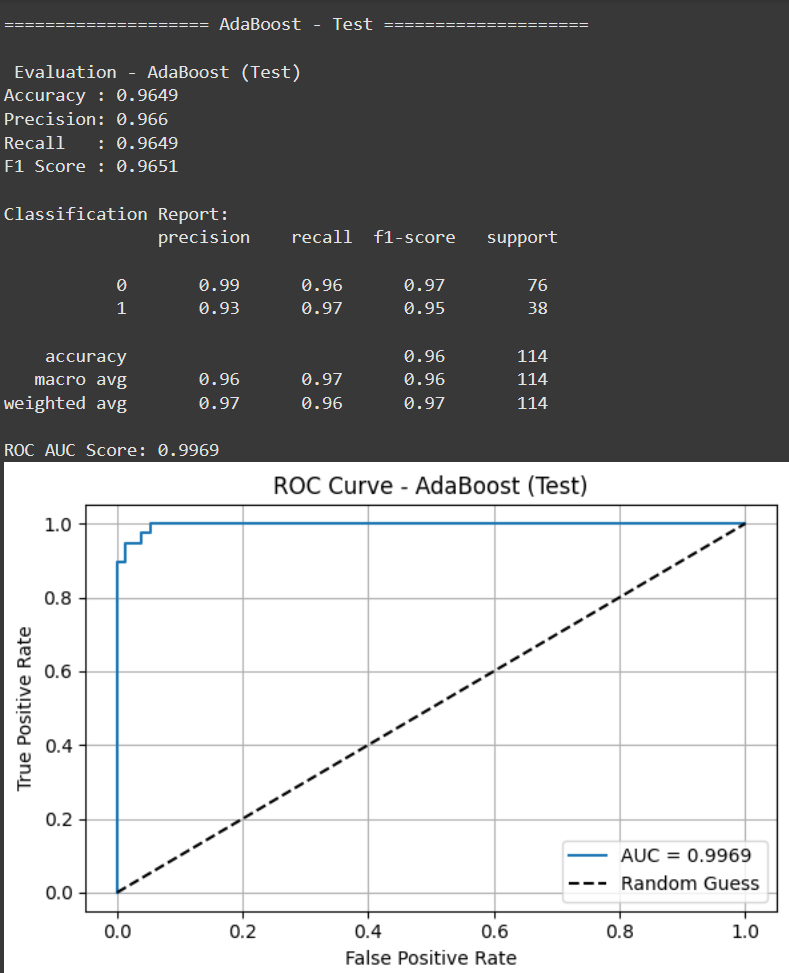 ==================== AdaBoost - Test ====================
Evaluation - AdaBoost (Test)
Accuracy : 0.9649
Precision: 0.966
Recall   : 0.9649
F1 Score : 0.9651
Classification Report:
precision    recall  f1-score   support
0       0.99      0.96      0.97        76
1       0.93      0.97      0.95        38
accuracy                           0.96       114
macro avg       0.96      0.97      0.96       114
weighted avg       0.97      0.96      0.97       114
ROC AUC Score: 0.9969
ROC Curve - AdaBoost (Test)
1.0
0.8
0.6
0.4
0.2
0.0
True Positive Rate
AUC = 0.9969
Random Guess
0.0 0.2 0.4 0.6 0.8 1.0
False Positive Rate